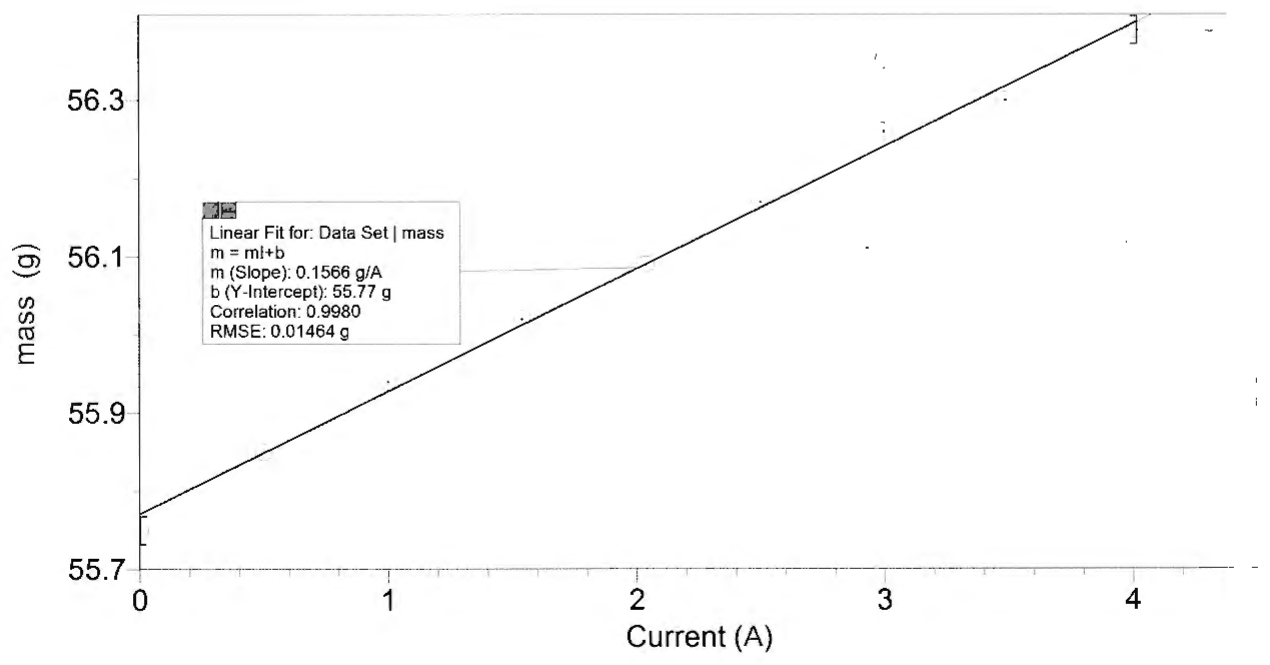 56.3
56.1
55.9
55.7
mass (g)
Linear Fit for: Data Set | mass
m = mI+b
m (Slope): 0.1566 g/A
b (Y-Intercept): 55.77 g
Correlation: 0.9980
RMSE: 0.01464 g
0
1
2
3
4
Current (A)